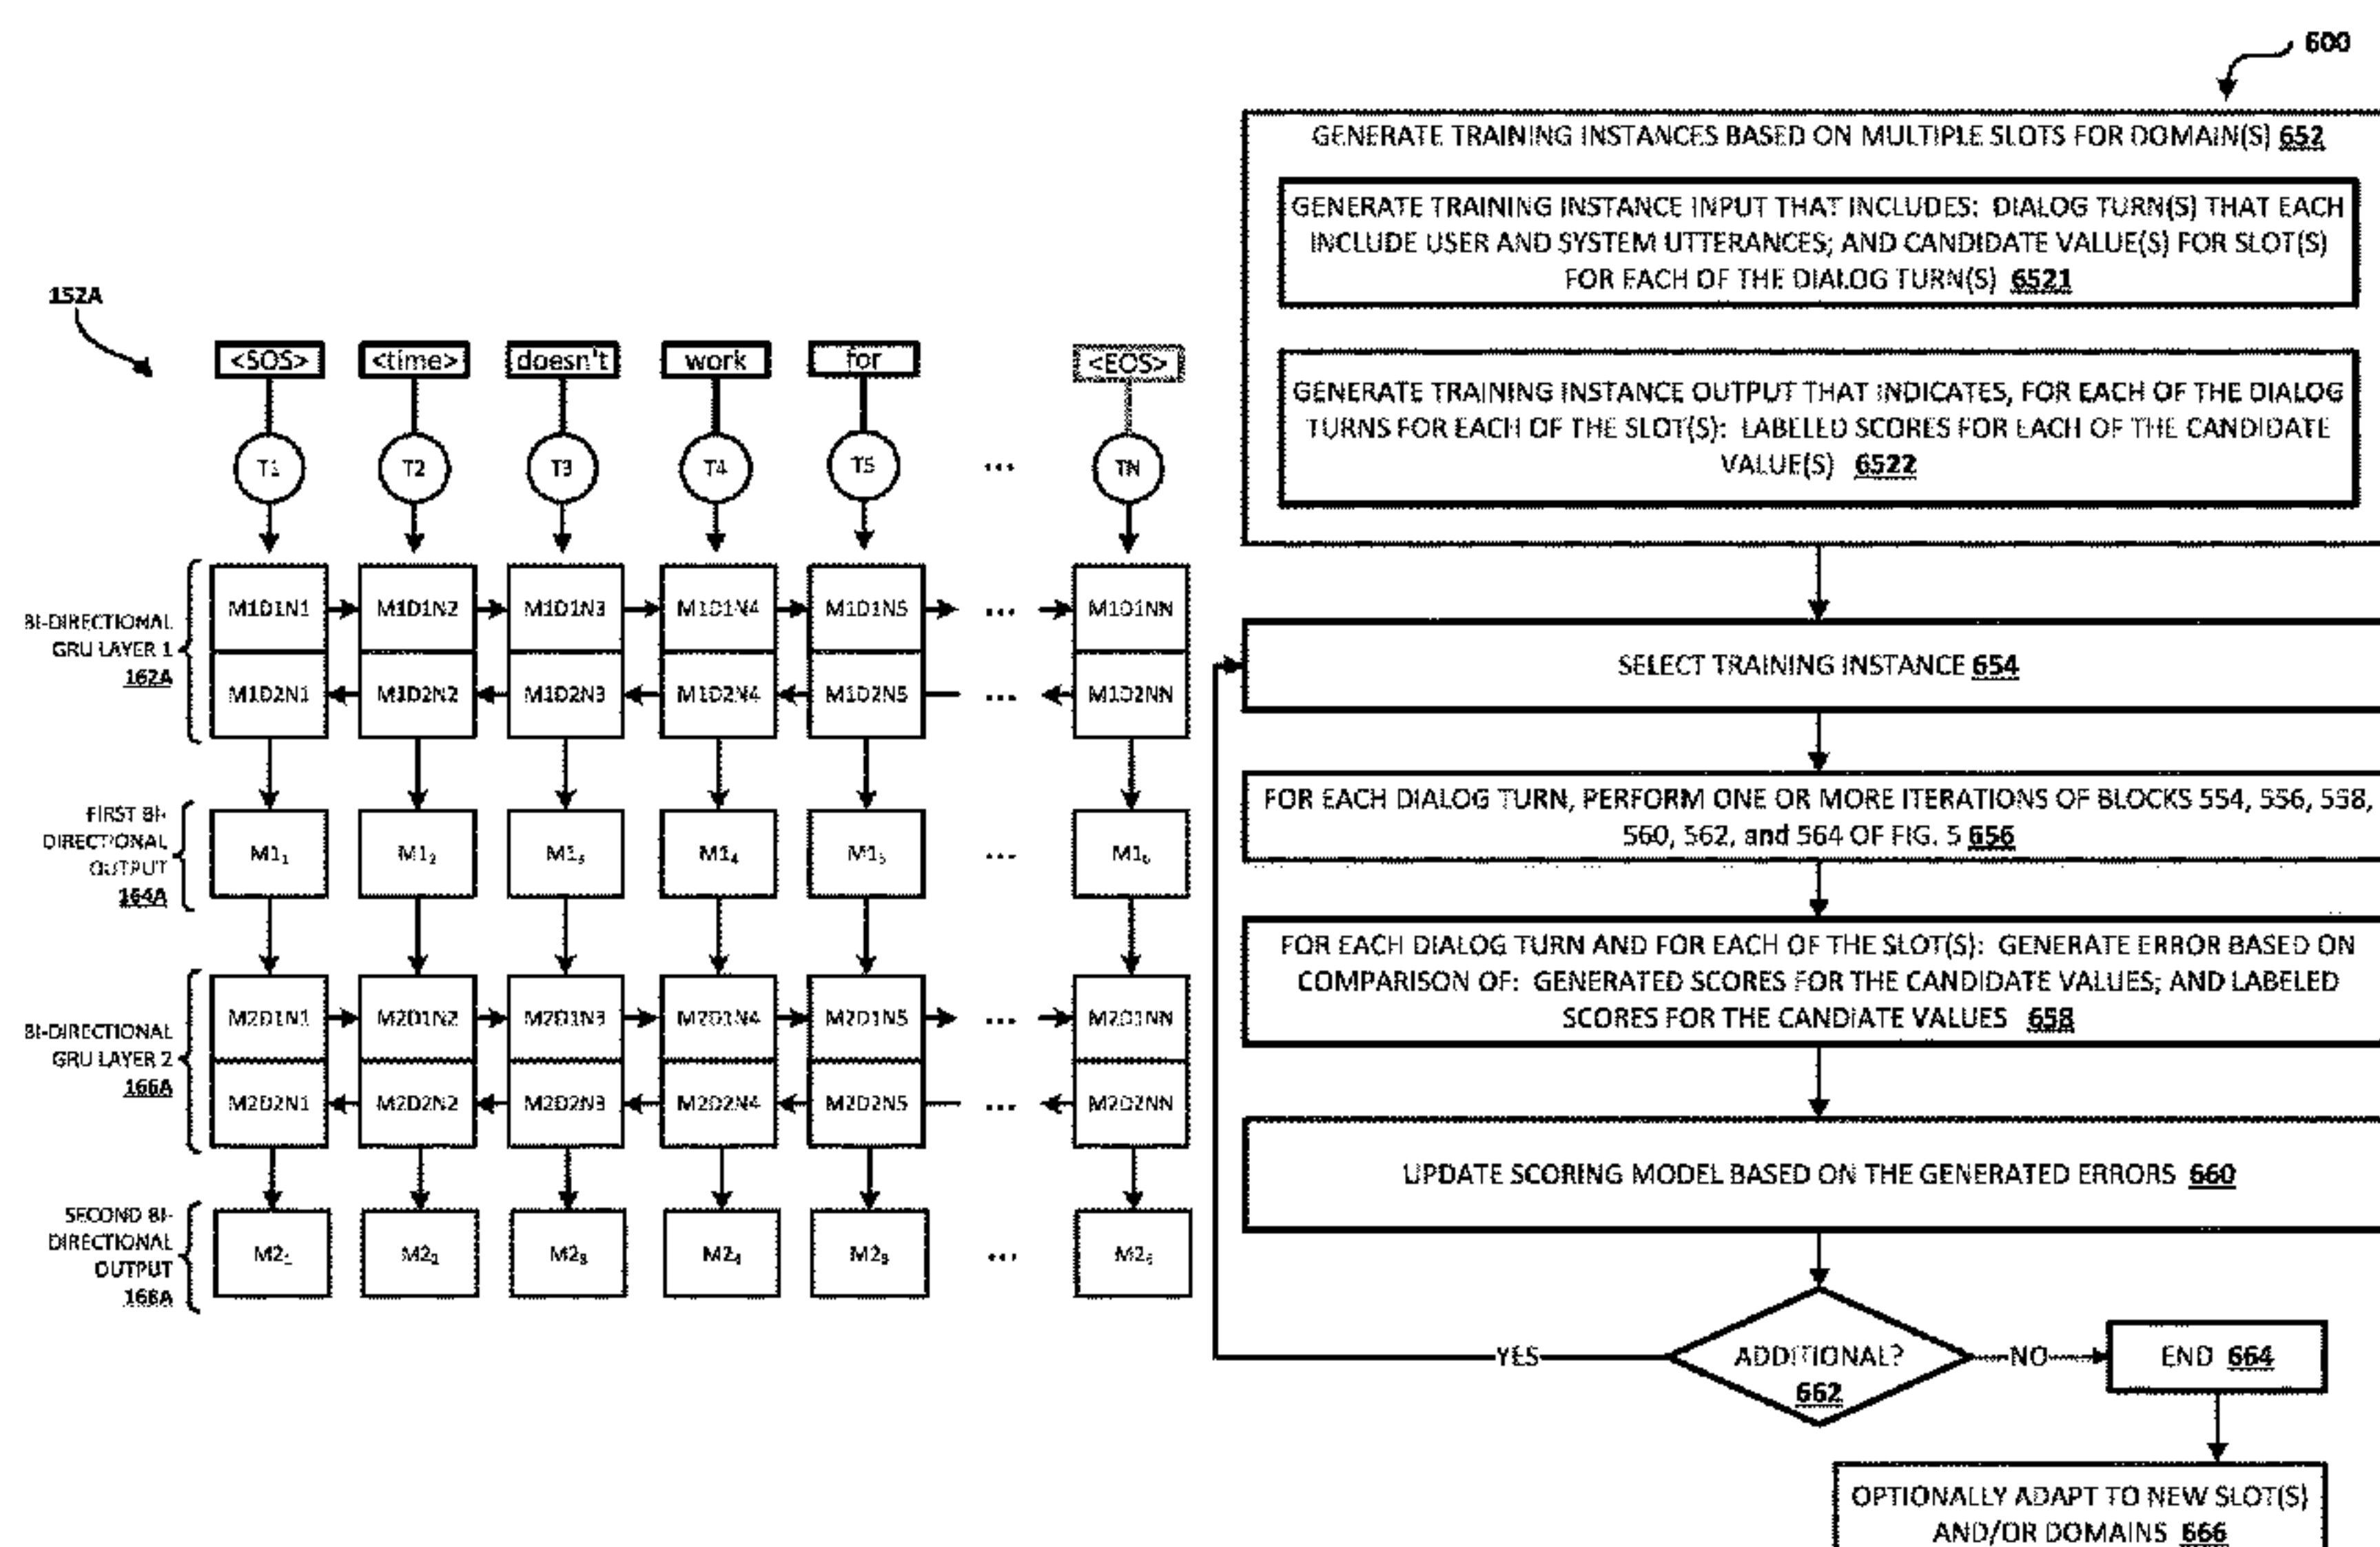 152A
<SOS> <time> doesn't work for <EOS>
T1 T2 T3 T4 T5 ... TN
BI-DIRECTIONAL
GRU LAYER 1
162A
M1D1N1 M1D1N2 M1D1N3 M1D1N4 M1D1N5 ... M1D1NN
M1D2N1 M1D2N2 M1D2N3 M1D2N4 M1D2N5 ... M1D2NN
FIRST BI-
DIRECTIONAL
OUTPUT
164A
M1₁ M1₂ M1₃ M1₄ M1₅ ...
BI-DIRECTIONAL
GRU LAYER 2
166A
M2D1N1 M2D1N2 M2D1N3 M2D1N4 M2D1N5 ... M2D1NN
M2D2N1 M2D2N2 M2D2N3 M2D2N4 M2D2N5 ... M2D2NN
SECOND BI-
DIRECTIONAL
OUTPUT
168A
M2₁ M2₂ M2₃ M2₄ ...
600
GENERATE TRAINING INSTANCES BASED ON MULTIPLE SLOTS FOR DOMAIN(S) 652
GENERATE TRAINING INSTANCE INPUT THAT INCLUDES: DIALOG TURN(S) THAT EACH
INCLUDE USER AND SYSTEM UTTERANCES; AND CANDIDATE VALUE(S) FOR SLOT(S)
FOR EACH OF THE DIALOG TURN(S) 6521
GENERATE TRAINING INSTANCE OUTPUT THAT INDICATES, FOR EACH OF THE DIALOG
TURNS FOR EACH OF THE SLOT(S): LABELED SCORES FOR EACH OF THE CANDIDATE
VALUE(S) 6522
SELECT TRAINING INSTANCE 654
FOR EACH DIALOG TURN, PERFORM ONE OR MORE ITERATIONS OF BLOCKS 554, 556, 558,
560, 562, and 564 OF FIG. 5 656
FOR EACH DIALOG TURN AND FOR EACH OF THE SLOT(S): GENERATE ERROR BASED ON
COMPARISON OF: GENERATED SCORES FOR THE CANDIDATE VALUES; AND LABELED
SCORES FOR THE CANDIATE VALUES 658
UPDATE SCORING MODEL BASED ON THE GENERATED ERRORS 660
YES
ADDITIONAL?
662
NO
END 664
OPTIONALLY ADAPT TO NEW SLOT(S)
AND/OR DOMAINS 666